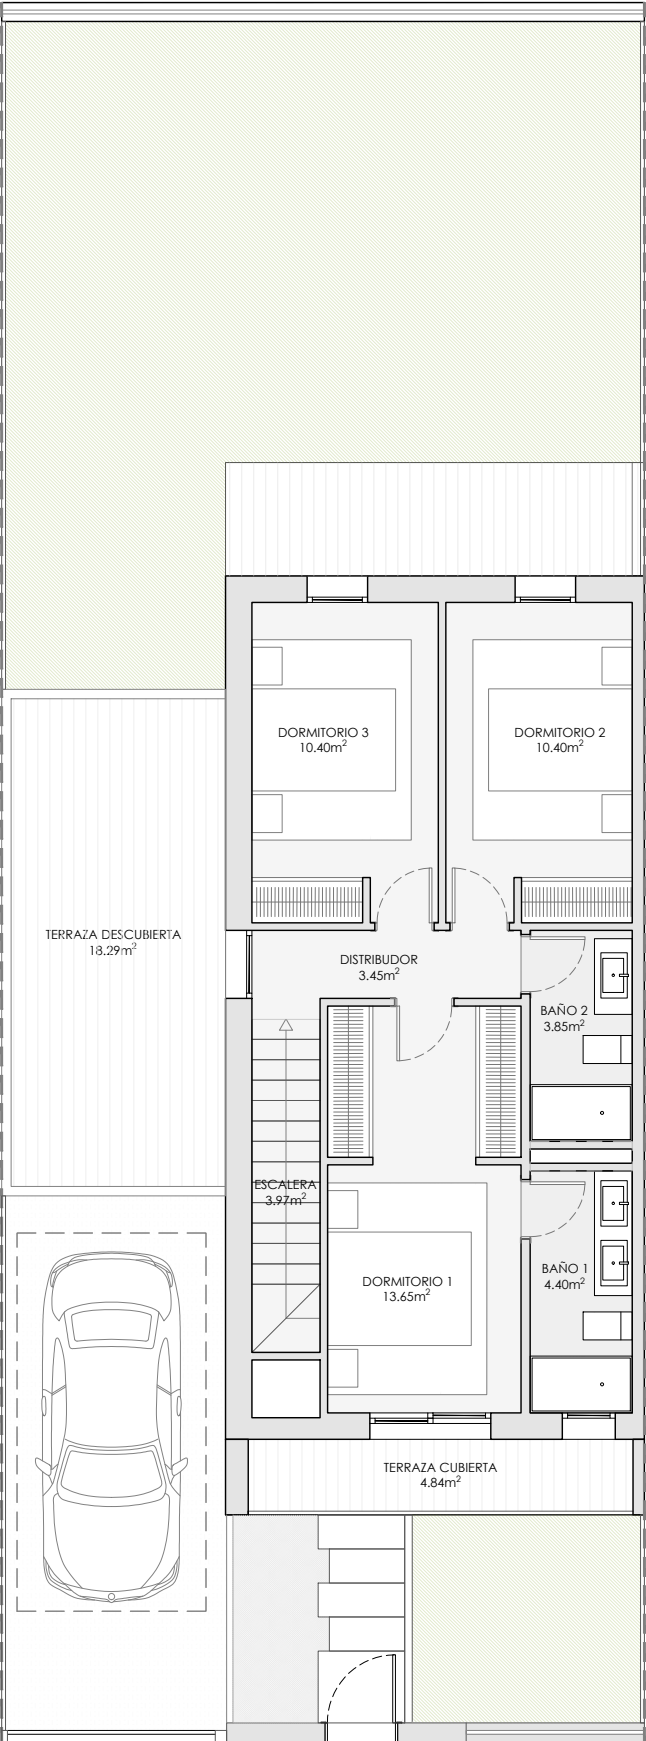 DORMITORIO 3
10.40m²
DORMITORIO 2
10.40m²
TERRAZA DESCUBIERTA
18.29m²
DISTRIBUDOR
3.45m²
BAÑO 2
3.85m²
ESCALERA
3.97m²
DORMITORIO 1
13.65m²
BAÑO 1
4.40m²
TERRAZA CUBIERTA
4.84m²